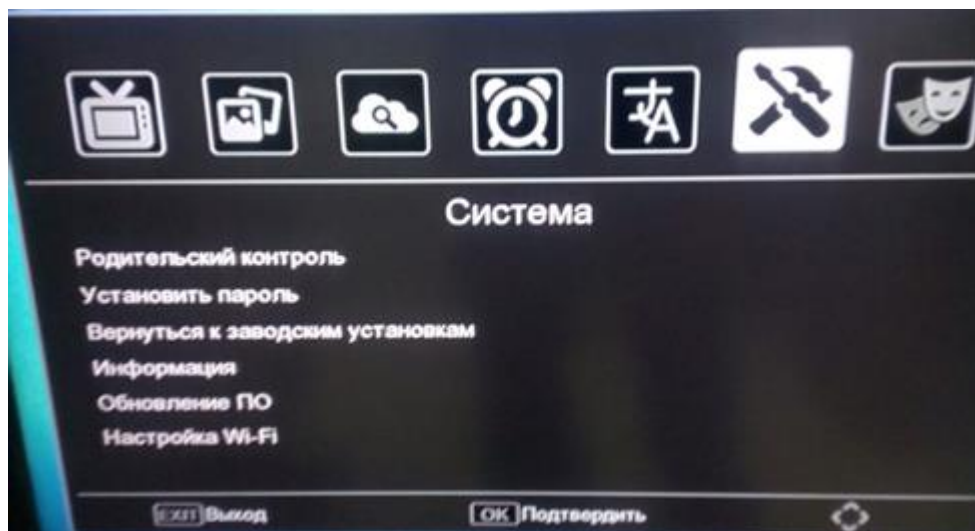 Система
Родительский контроль
Установить пароль
Вернуться к заводским установкам
Информация
Обновление ПО
Настройка Wi-Fi
EXIT Выход OK Подтвердить